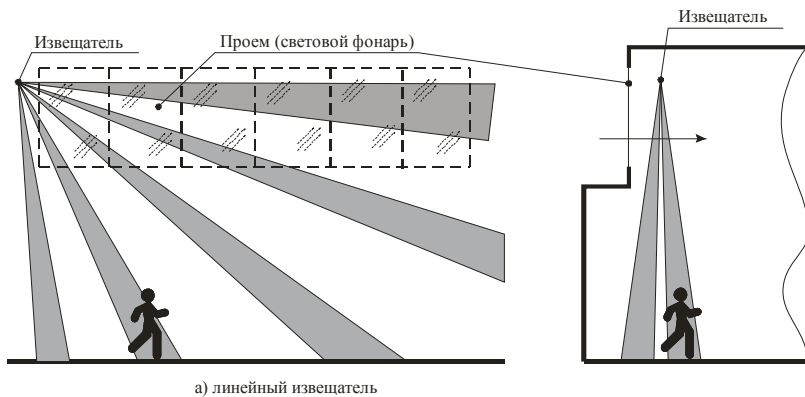 Извещатель
Проем (световой фонарь)
Извещатель
а) линейный извещатель